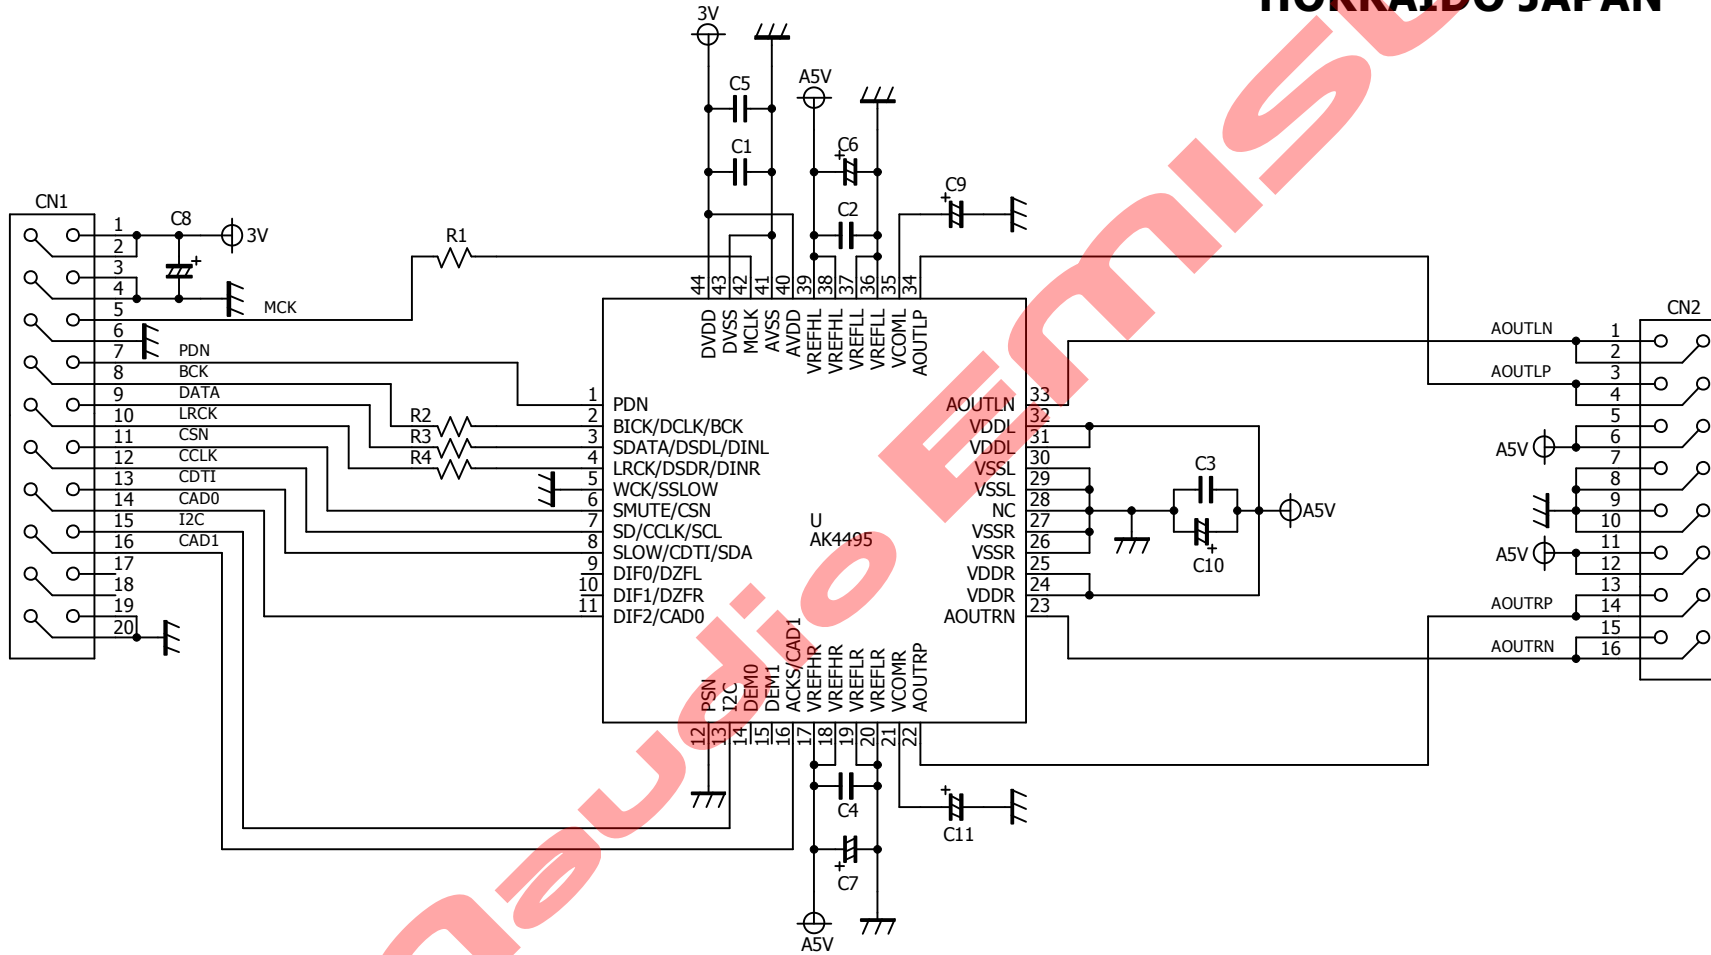 HOKKAIDO JAPAN
3V
A5V
C5
C1
C6
C2
C9
CN1
1
2
3
4
5
6
7
8
9
10
11
12
13
14
15
16
17
18
19
20
C8
3V
MCK
PDN
BCK
DATA
LRCK
CSN
CCLK
CDTI
CAD0
I2C
CAD1
R1
R2
R3
R4
44
43
42
41
40
39
38
37
36
35
34
DVDD
DVSS
MCLK
AVSS
AVDD
VREFHL
VREFHL
VREFLL
VREFLL
VCOML
AOUTLP
1 PDN
2 BICK/DCLK/BCK
3 SDATA/DSDL/DINL
4 LRCK/DSDR/DINR
5 WCK/SSLOW
6 SMUTE/CSN
7 SD/CCLK/SCL
8 SLOW/CDTI/SDA
9 DIF0/DZFL
10 DIF1/DZFR
11 DIF2/CAD0
U
AK4495
AOUTLN 33
VDDL 32
VDDL 31
VSSL 30
VSSL 29
NC 28
VSSR 27
VSSR 26
VDDR 25
VDDR 24
AOUTRN 23
PSN
I2C
DEM0
DEM1
ACKS/CAD1
VREFHR
VREFHR
VREFLR
VREFLR
VCOMR
AOUTRP
12
13
14
15
16
17
18
19
20
21
22
C3
C10
A5V
C4
C7
C11
A5V
CN2
AOUTLN
AOUTLP
A5V
A5V
AOUTRP
AOUTRN
1
2
3
4
5
6
7
8
9
10
11
12
13
14
15
16
audio Emist